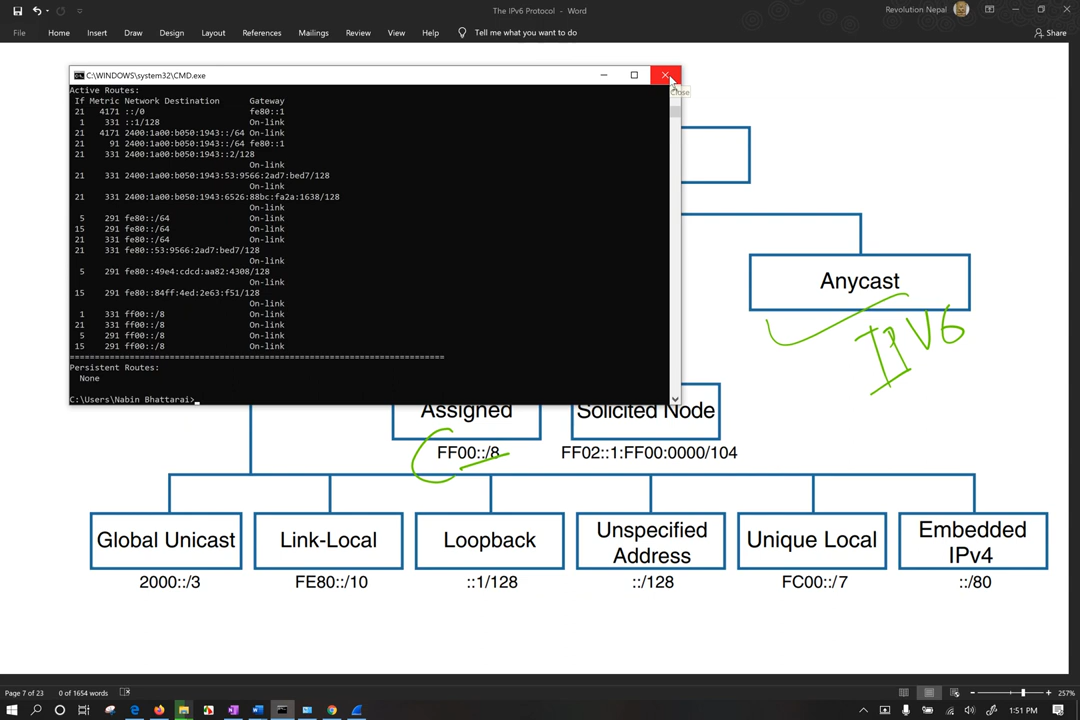 The IPv6 Protocol - Word
Revolution Nepal
File Home Insert Draw Design Layout References Mailings Review View Help Tell me what you want to do
Share
C:\WINDOWS\system32\CMD.exe
Close
Active Routes:
If Metric Network Destination Gateway
21 4171 ::/0 fe80::1
1 331 ::1/128 On-link
21 4171 2400:1a00:b050:1943::/64 On-link
21 91 2400:1a00:b050:1943::/64 fe80::1
21 331 2400:1a00:b050:1943::2/128
On-link
21 331 2400:1a00:b050:1943:53:9566:2ad7:bed7/128
On-link
21 331 2400:1a00:b050:1943:6526:88bc:fa2a:1638/128
On-link
5 291 fe80::/64 On-link
15 291 fe80::/64 On-link
21 331 fe80::/64 On-link
21 331 fe80::53:9566:2ad7:bed7/128
On-link
5 291 fe80::49e4:cdcd:aa82:4308/128
On-link
15 291 fe80::84ff:4ed:2e63:f51/128
On-link
1 331 ff00::/8 On-link
21 331 ff00::/8 On-link
5 291 ff00::/8 On-link
15 291 ff00::/8 On-link
===========================================================================
Persistent Routes:
None
C:\Users\Nabin Bhattarai>
Anycast
IPV6
Assigned
FF00::/8
Solicited Node
FF02::1:FF00:0000/104
Global Unicast
2000::/3
Link-Local
FE80::/10
Loopback
::1/128
Unspecified
Address
::/128
Unique Local
FC00::/7
Embedded
IPv4
::/80
Page 7 of 23 0 of 1654 words
257%
1:51 PM